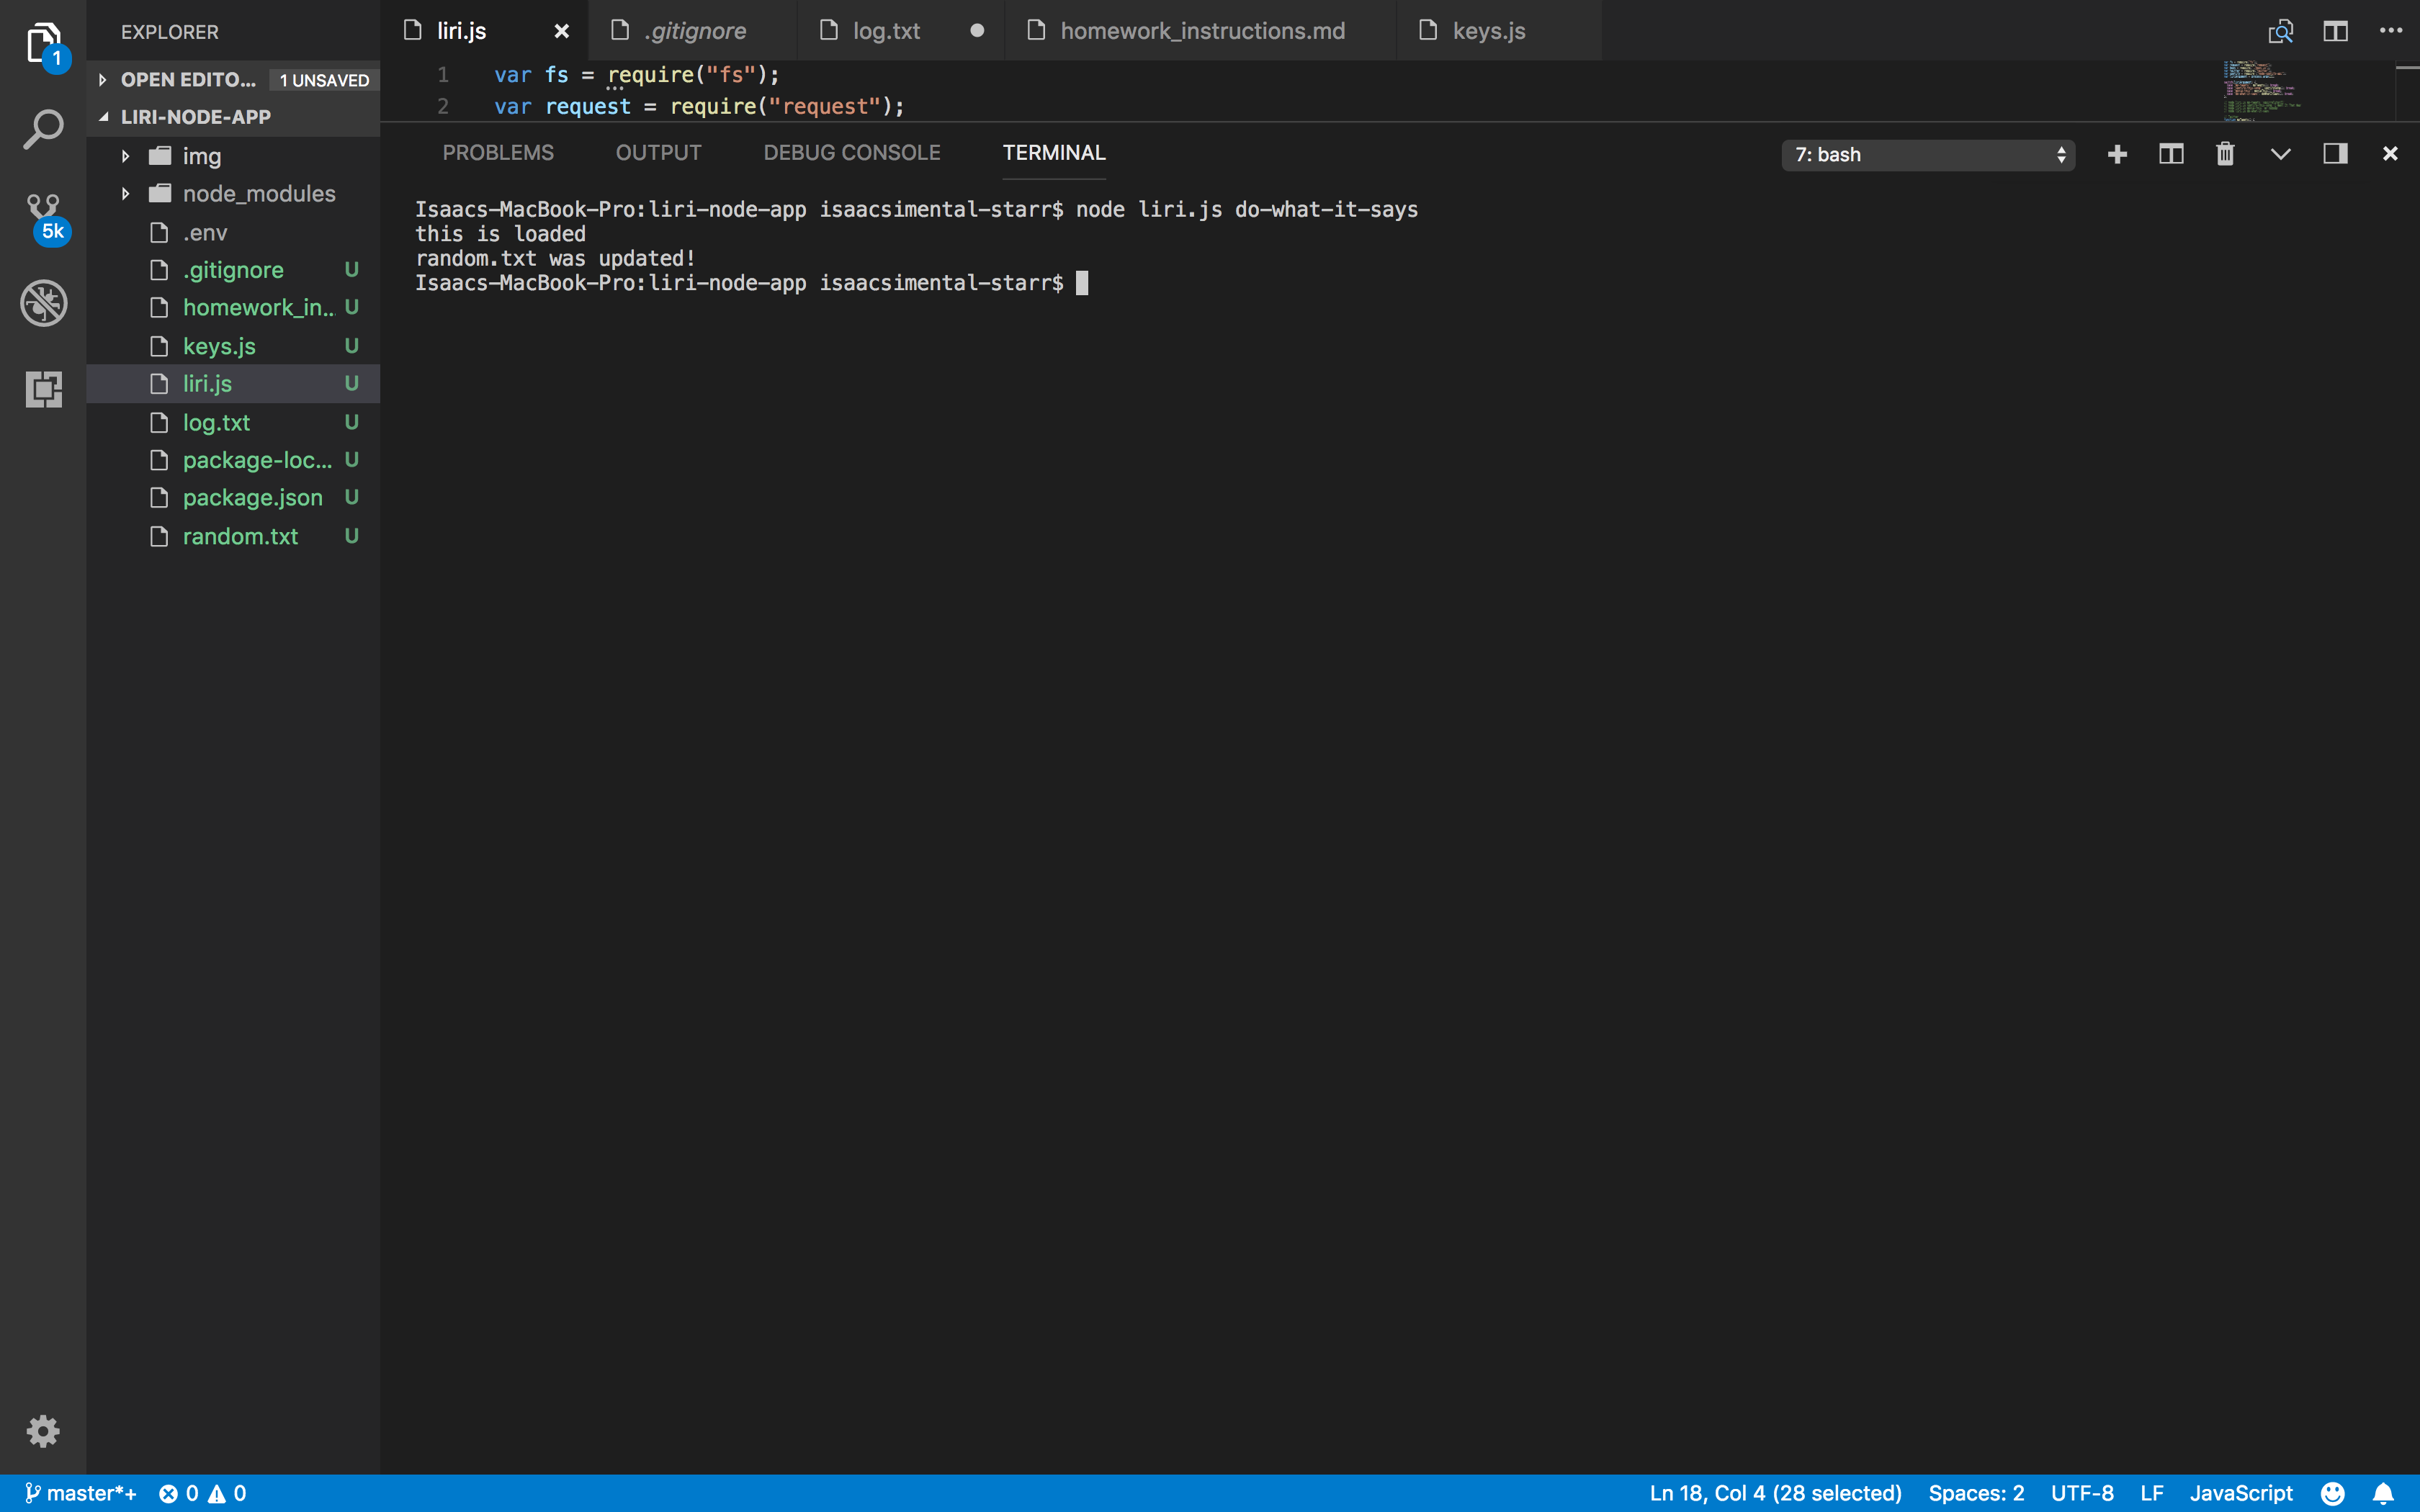 EXPLORER
OPEN EDITO... 1 UNSAVED
LIRI-NODE-APP
img
node_modules
.env
.gitignore U
homework_in... U
keys.js U
liri.js U
log.txt U
package-loc... U
package.json U
random.txt U
1
5k
liri.js .gitignore log.txt homework_instructions.md keys.js
1 var fs = require("fs");
2 var request = require("request");
PROBLEMS OUTPUT DEBUG CONSOLE TERMINAL 7: bash
Isaacs-MacBook-Pro:liri-node-app isaacsimental-starr$ node liri.js do-what-it-says
this is loaded
random.txt was updated!
Isaacs-MacBook-Pro:liri-node-app isaacsimental-starr$
master*+ 0 0 Ln 18, Col 4 (28 selected) Spaces: 2 UTF-8 LF JavaScript